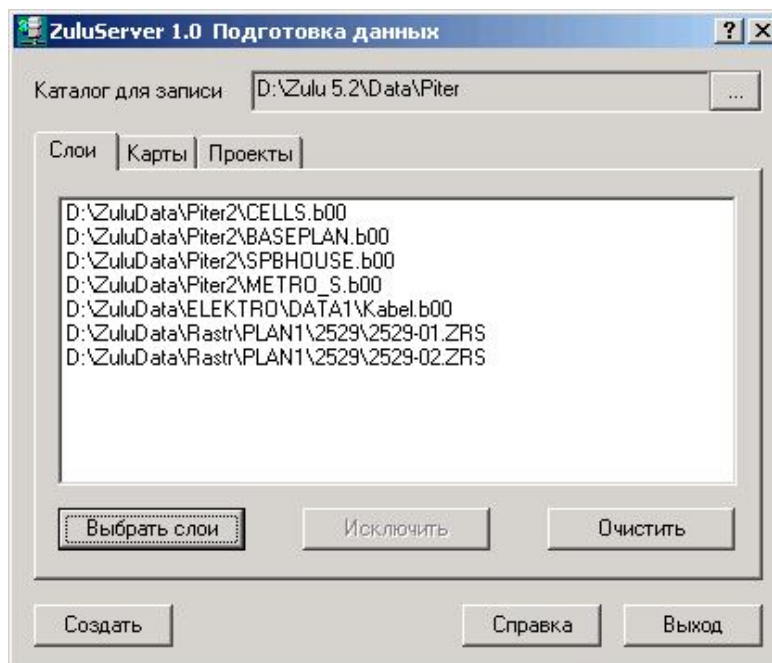 ZuluServer 1.0 Подготовка данных
Каталог для записи D:\Zulu 5.2\Data\Piter ...
Слои Карты Проекты
D:\ZuluData\Piter2\CELLS.b00
D:\ZuluData\Piter2\BASEPLAN.b00
D:\ZuluData\Piter2\SPBHOUSE.b00
D:\ZuluData\Piter2\METRO_S.b00
D:\ZuluData\ELEKTRO\DATA1\Kabel.b00
D:\ZuluData\Rastr\PLAN1\2529\2529-01.ZRS
D:\ZuluData\Rastr\PLAN1\2529\2529-02.ZRS
Выбрать слои Исключить Очистить
Создать Справка Выход